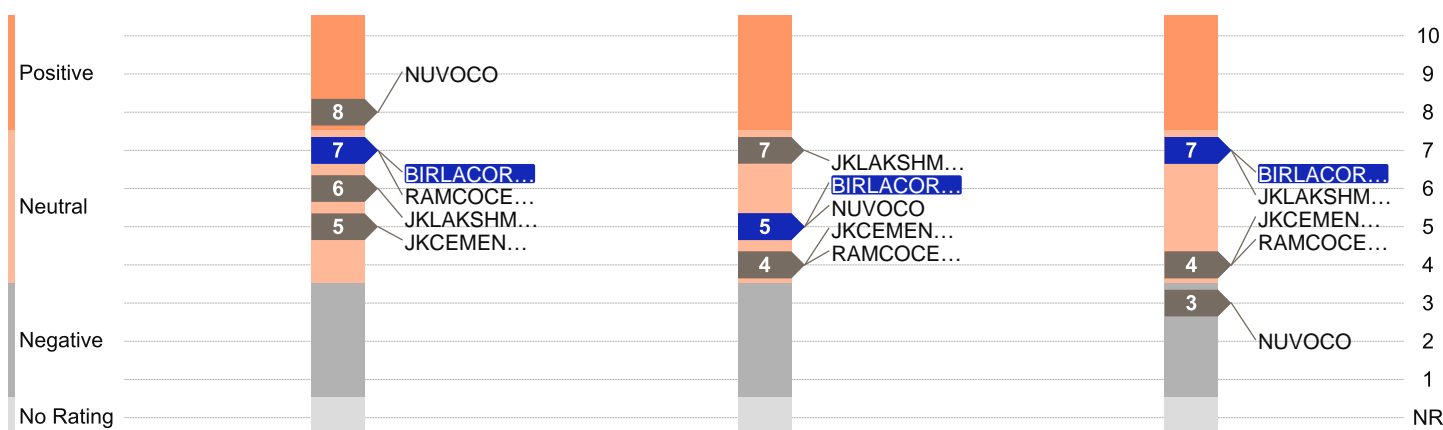 Positive
Neutral
Negative
No Rating
8
NUVOCO
7
BIRLACOR…
RAMCOCE…
6
JKLAKSHM…
5
JKCEMEN…
7
JKLAKSHM…
BIRLACOR…
5
NUVOCO
JKCEMEN…
4
RAMCOCE…
7
BIRLACOR…
JKLAKSHM…
4
JKCEMEN…
RAMCOCE…
3
NUVOCO
10
9
8
7
6
5
4
3
2
1
NR